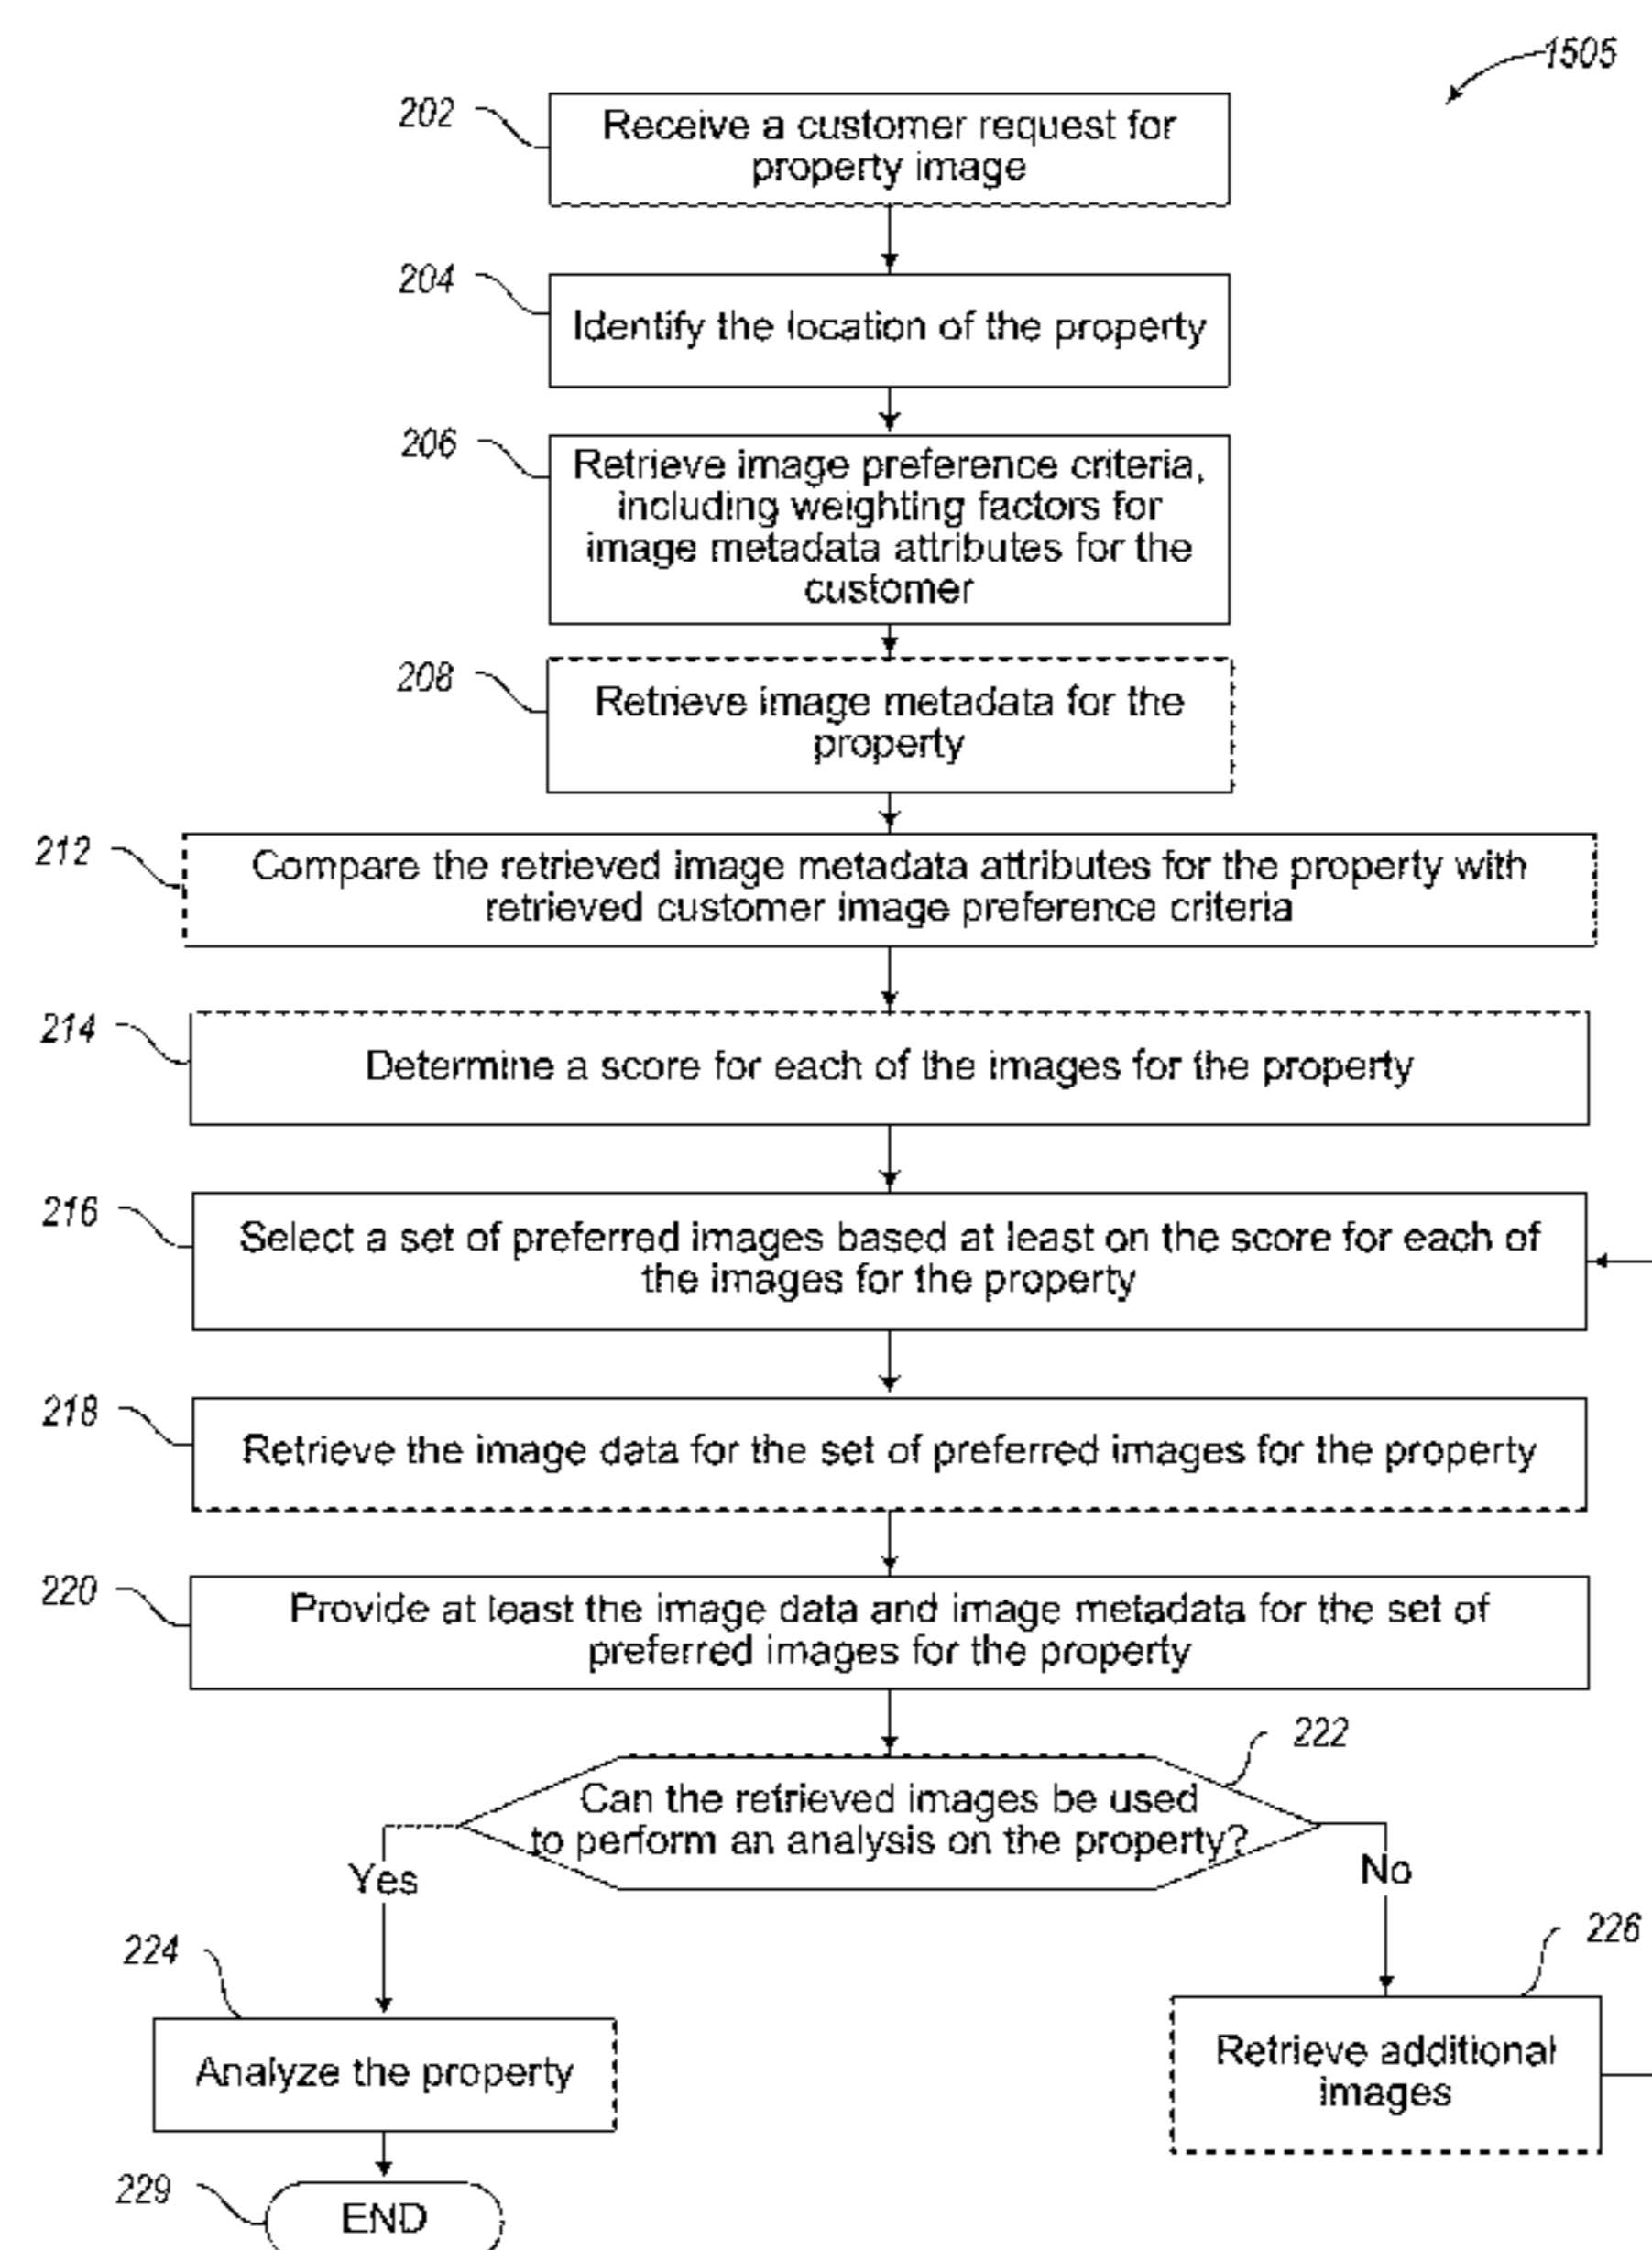 1505
202
Receive a customer request for
property image
204
Identify the location of the property
206
Retrieve image preference criteria,
including weighting factors for
image metadata attributes for the
customer
208
Retrieve image metadata for the
property
212
Compare the retrieved image metadata attributes for the property with
retrieved customer image preference criteria
214
Determine a score for each of the images for the property
216
Select a set of preferred images based at least on the score for each of
the images for the property
218
Retrieve the image data for the set of preferred images for the property
220
Provide at least the image data and image metadata for the set of
preferred images for the property
222
Can the retrieved images be used
to perform an analysis on the property?
Yes
No
224
Analyze the property
226
Retrieve additional
images
229
END